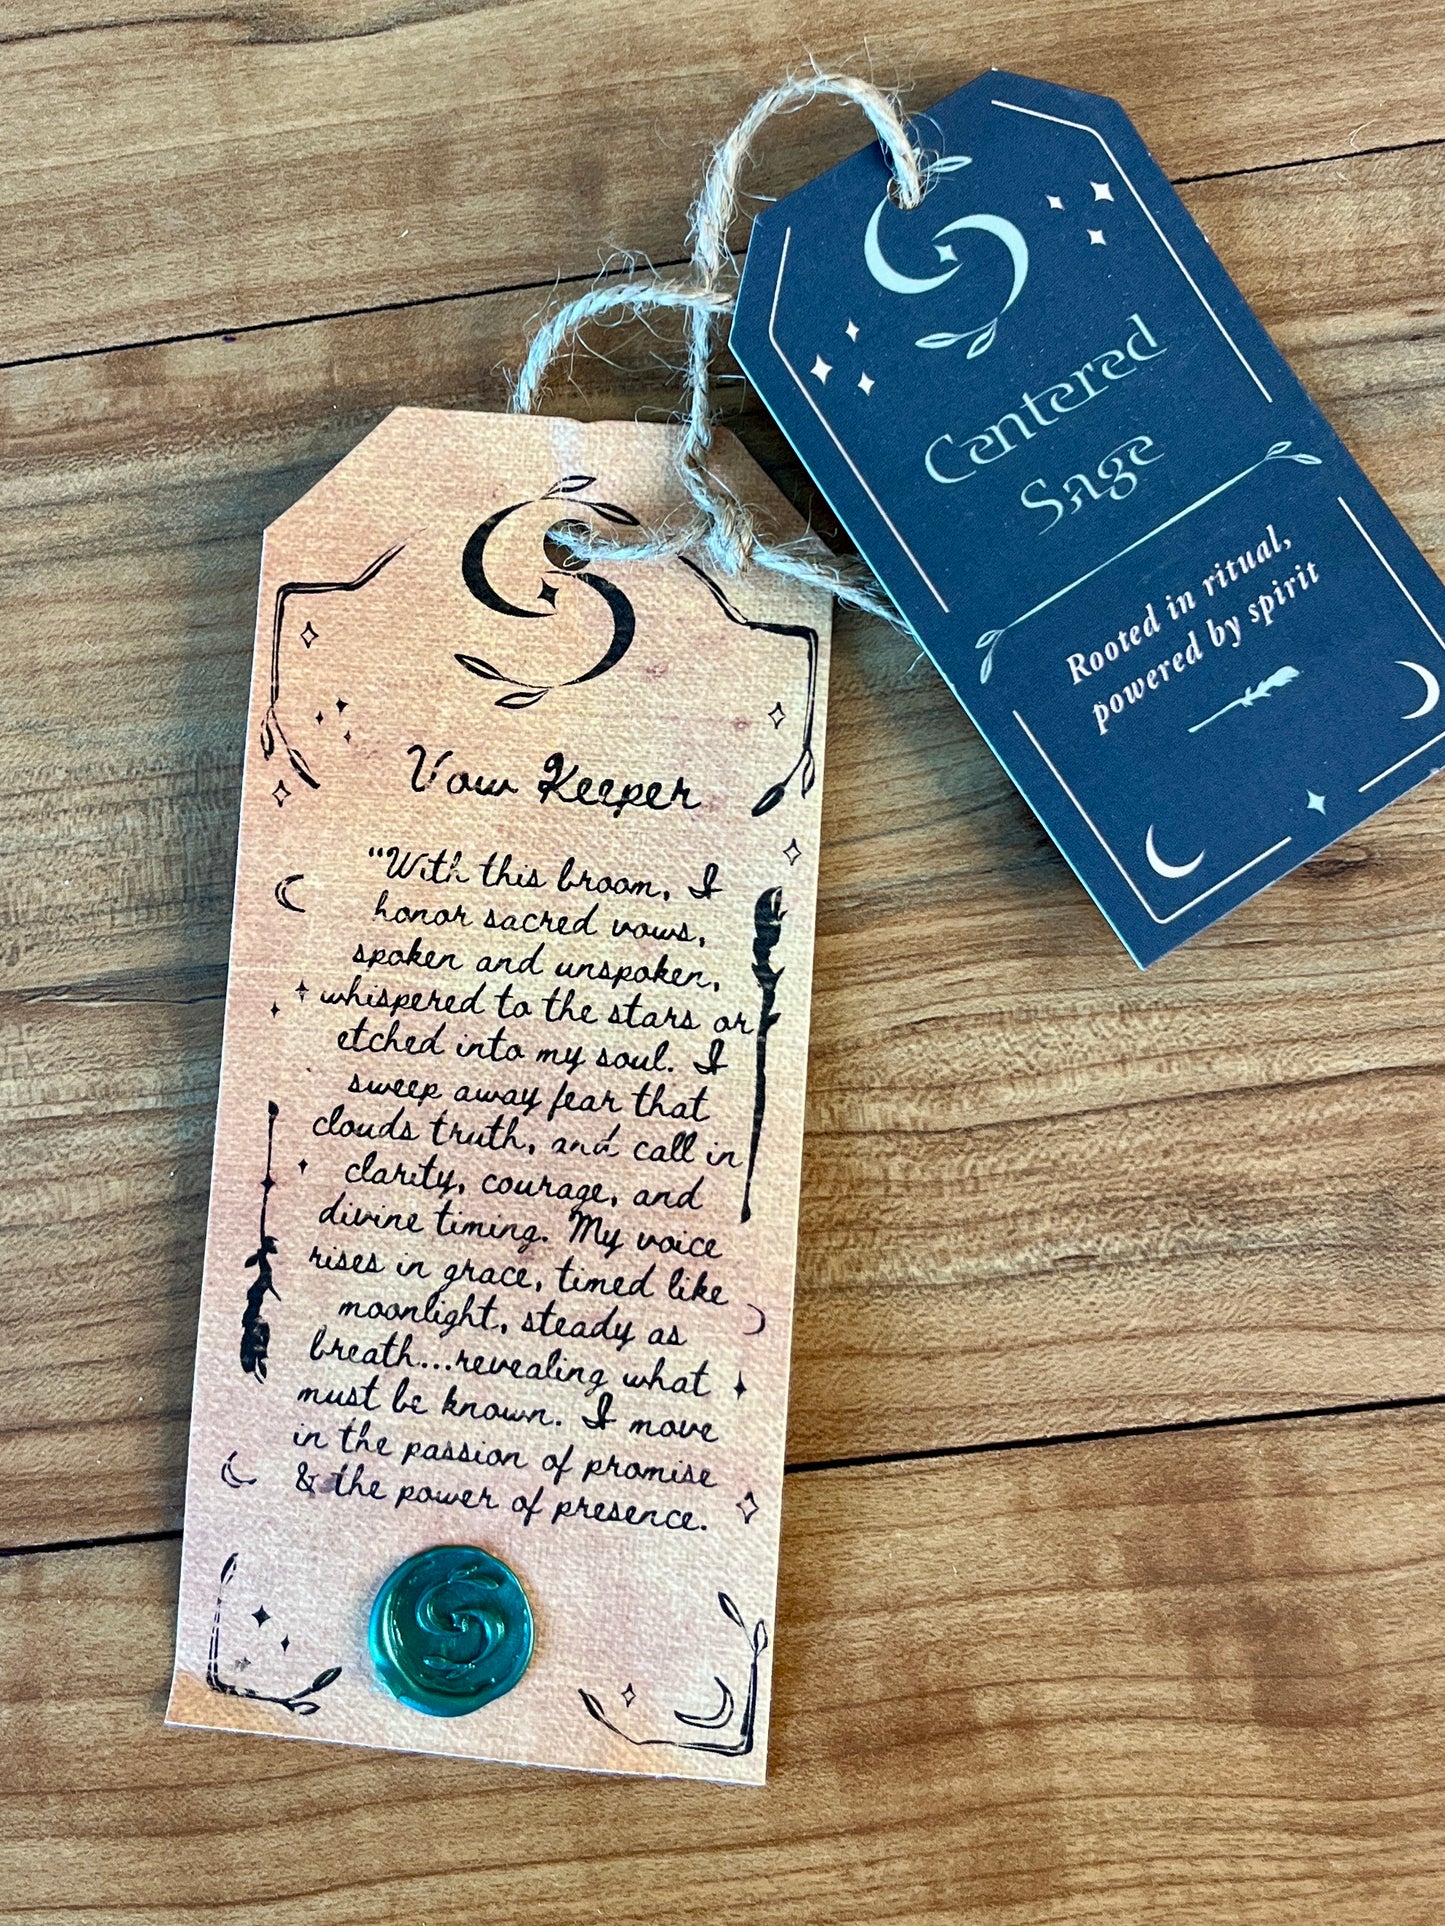 Centered
Sage
Rooted in ritual,
powered by spirit
Vow Keeper
"With this broom, I
honor sacred vows,
spoken and unspoken,
whispered to the stars or
etched into my soul. I
sweep away fear that
clouds truth, and call in
clarity, courage, and
divine timing. My voice
rises in grace, timed like
moonlight, steady as
breath...revealing what
must be known. I move
in the passion of promise
& the power of presence.